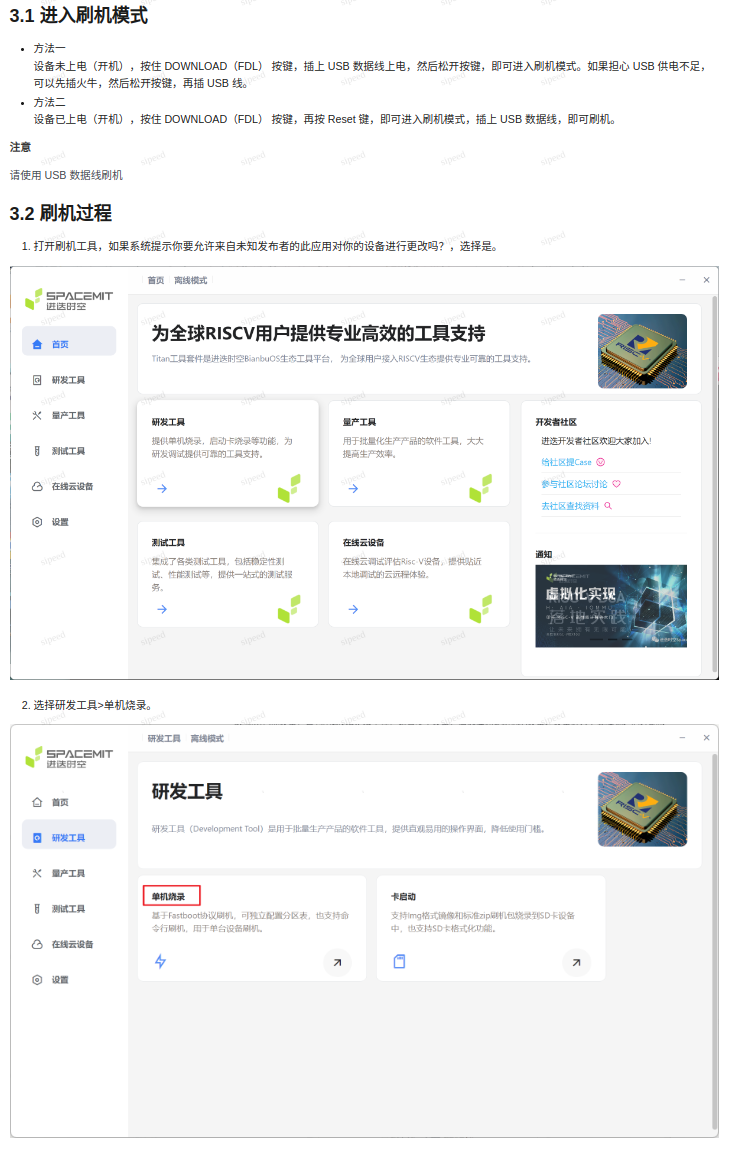 3.1 进入刷机模式
方法一
设备未上电（开机），按住 DOWNLOAD（FDL） 按键，插上 USB 数据线上电，然后松开按键，即可进入刷机模式。如果担心 USB 供电不足，
可以先插火牛，然后松开按键，再插 USB 线。
方法二
设备已上电（开机），按住 DOWNLOAD（FDL） 按键，再按 Reset 键，即可进入刷机模式，插上 USB 数据线，即可刷机。
注意
请使用 USB 数据线刷机
3.2 刷机过程
1. 打开刷机工具，如果系统提示你要允许来自未知发布者的此应用对你的设备进行更改吗？，选择是。
首页 离线模式
SPACEMIT
进迭时空
首页
研发工具
量产工具
测试工具
在线云设备
设置
为全球RISCV用户提供专业高效的工具支持
Titan工具套件是进迭时空BianbuOS生态工具平台， 为全球用户接入RISCV生态提供专业可靠的工具支持。
RISC
研发工具
提供单机烧录、启动卡烧录等功能，为
研发调试提供可靠的工具支持。
量产工具
用于批量化生产产品的软件工具，大大
提高生产效率。
测试工具
集成了各类测试工具，包括稳定性测
试、性能测试等，提供一站式的测试服
务。
在线云设备
在线云调试评估Risc-V设备，提供贴近
本地调试的云远程体验。
开发者社区
进迭开发者社区欢迎大家加入!
给社区提Case
参与社区论坛讨论
去社区查找资料
通知
SPACEMIT
虚拟化实现
落地实践
2. 选择研发工具>单机烧录。
研发工具 离线模式
SPACEMIT
进迭时空
首页
研发工具
量产工具
测试工具
在线云设备
设置
研发工具
研发工具（Development Tool）是用于批量生产产品的软件工具，提供直观易用的操作界面，降低使用门槛。
RISC
单机烧录
基于Fastboot协议刷机，可独立配置分区表，也支持命
令行刷机，用于单台设备刷机。
卡启动
支持Img格式镜像和标准zip刷机包烧录到SD卡设备
中，也支持SD卡格式化功能。